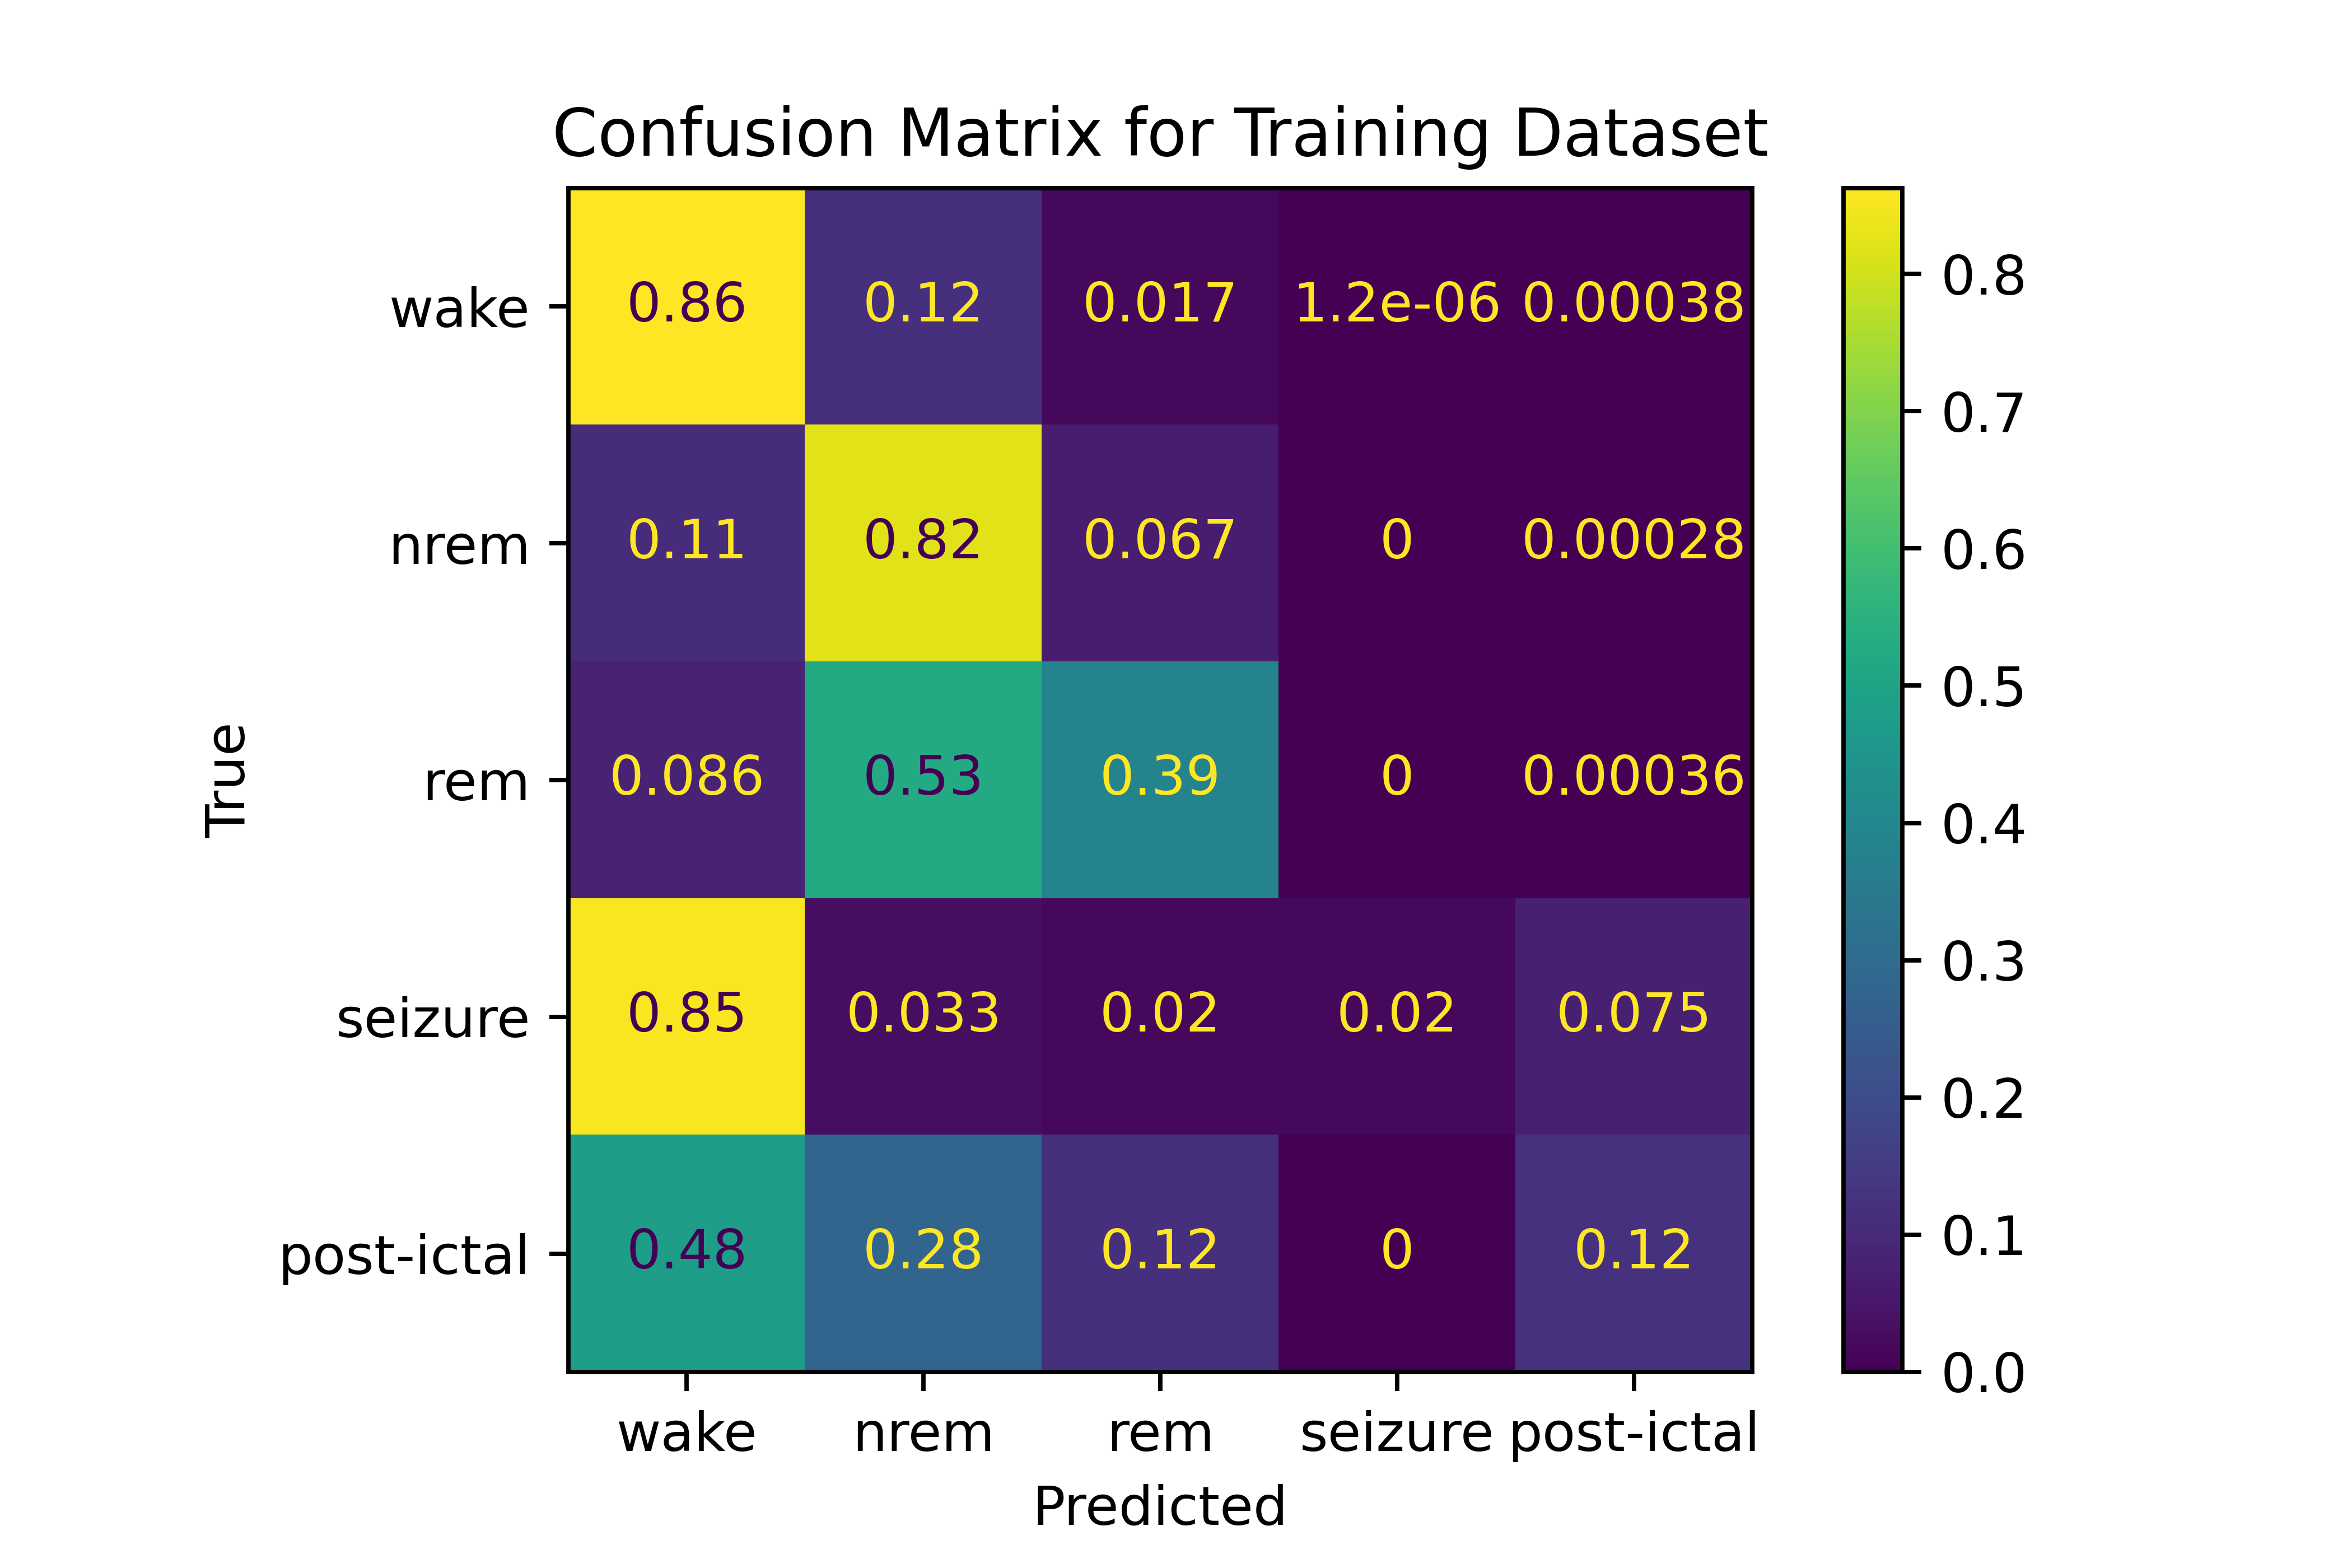 Confusion Matrix for Training Dataset
wake 0.86 0.12 0.017 1.2e-06 0.00038
nrem 0.11 0.82 0.067 0 0.00028
rem 0.086 0.53 0.39 0 0.00036
seizure 0.85 0.033 0.02 0.02 0.075
post-ictal 0.48 0.28 0.12 0 0.12
True
wake nrem rem seizure post-ictal
Predicted
0.8
0.7
0.6
0.5
0.4
0.3
0.2
0.1
0.0